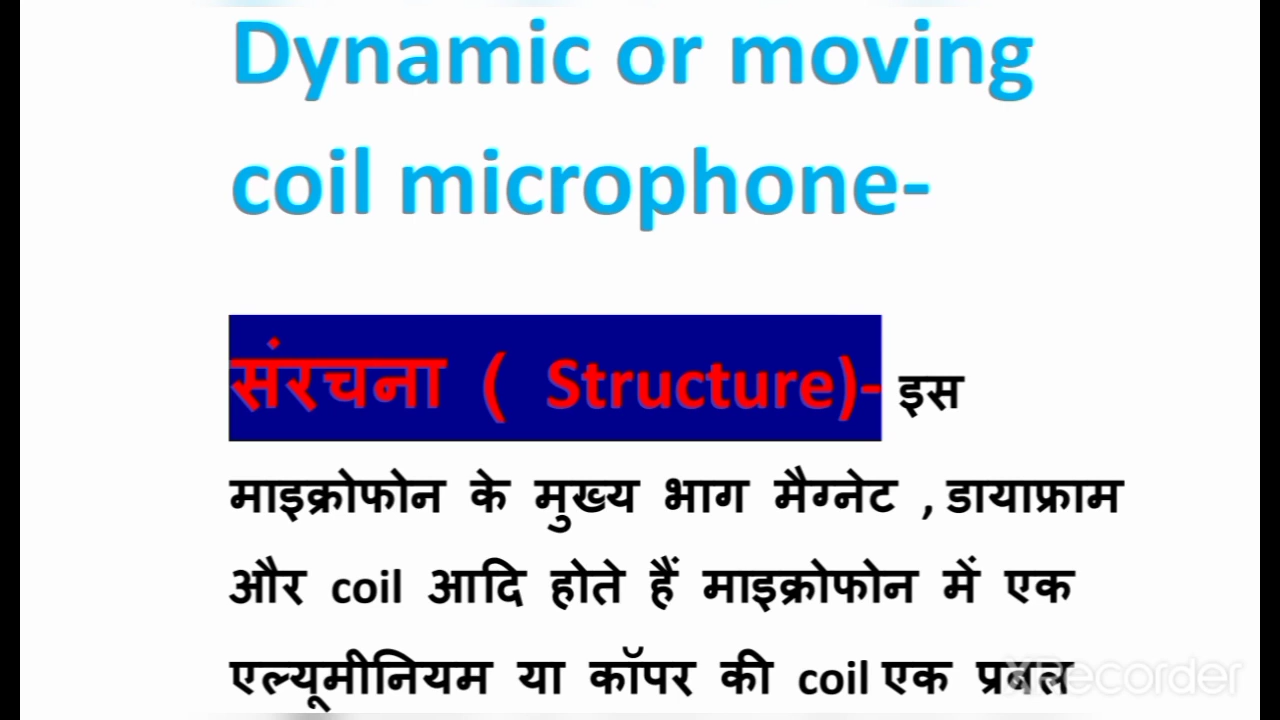 Dynamic or moving
coil microphone-
संरचना ( Structure)- इस
माइक्रोफोन के मुख्य भाग मैग्नेट , डायाफ्राम
और coil आदि होते हैं माइक्रोफोन में एक
एल्यूमीनियम या कॉपर की coil एक प्रबल
XRecorder